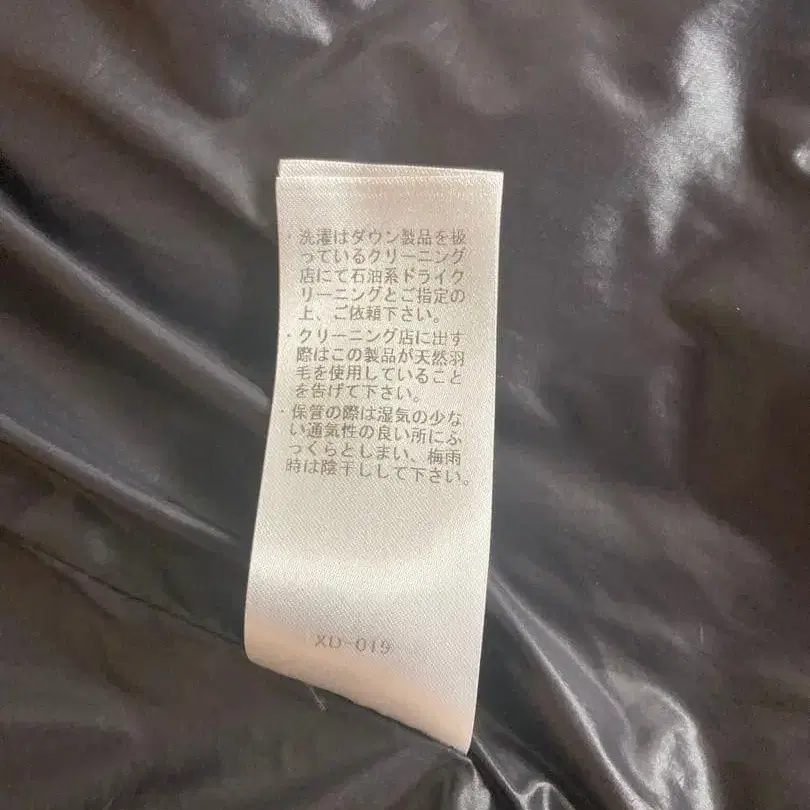 ・洗濯はダウン製品を扱
っているクリーニング
店にて石油系ドライク
リーニングとご指定の
上、ご依頼下さい。
・クリーニング店に出す
際はこの製品が天然羽
毛を使用していること
を告げて下さい。
・保管の際は湿気の少な
い通気性の良い所にふ
っくらとしまい、梅雨
時は陰干しして下さい。
XD-019